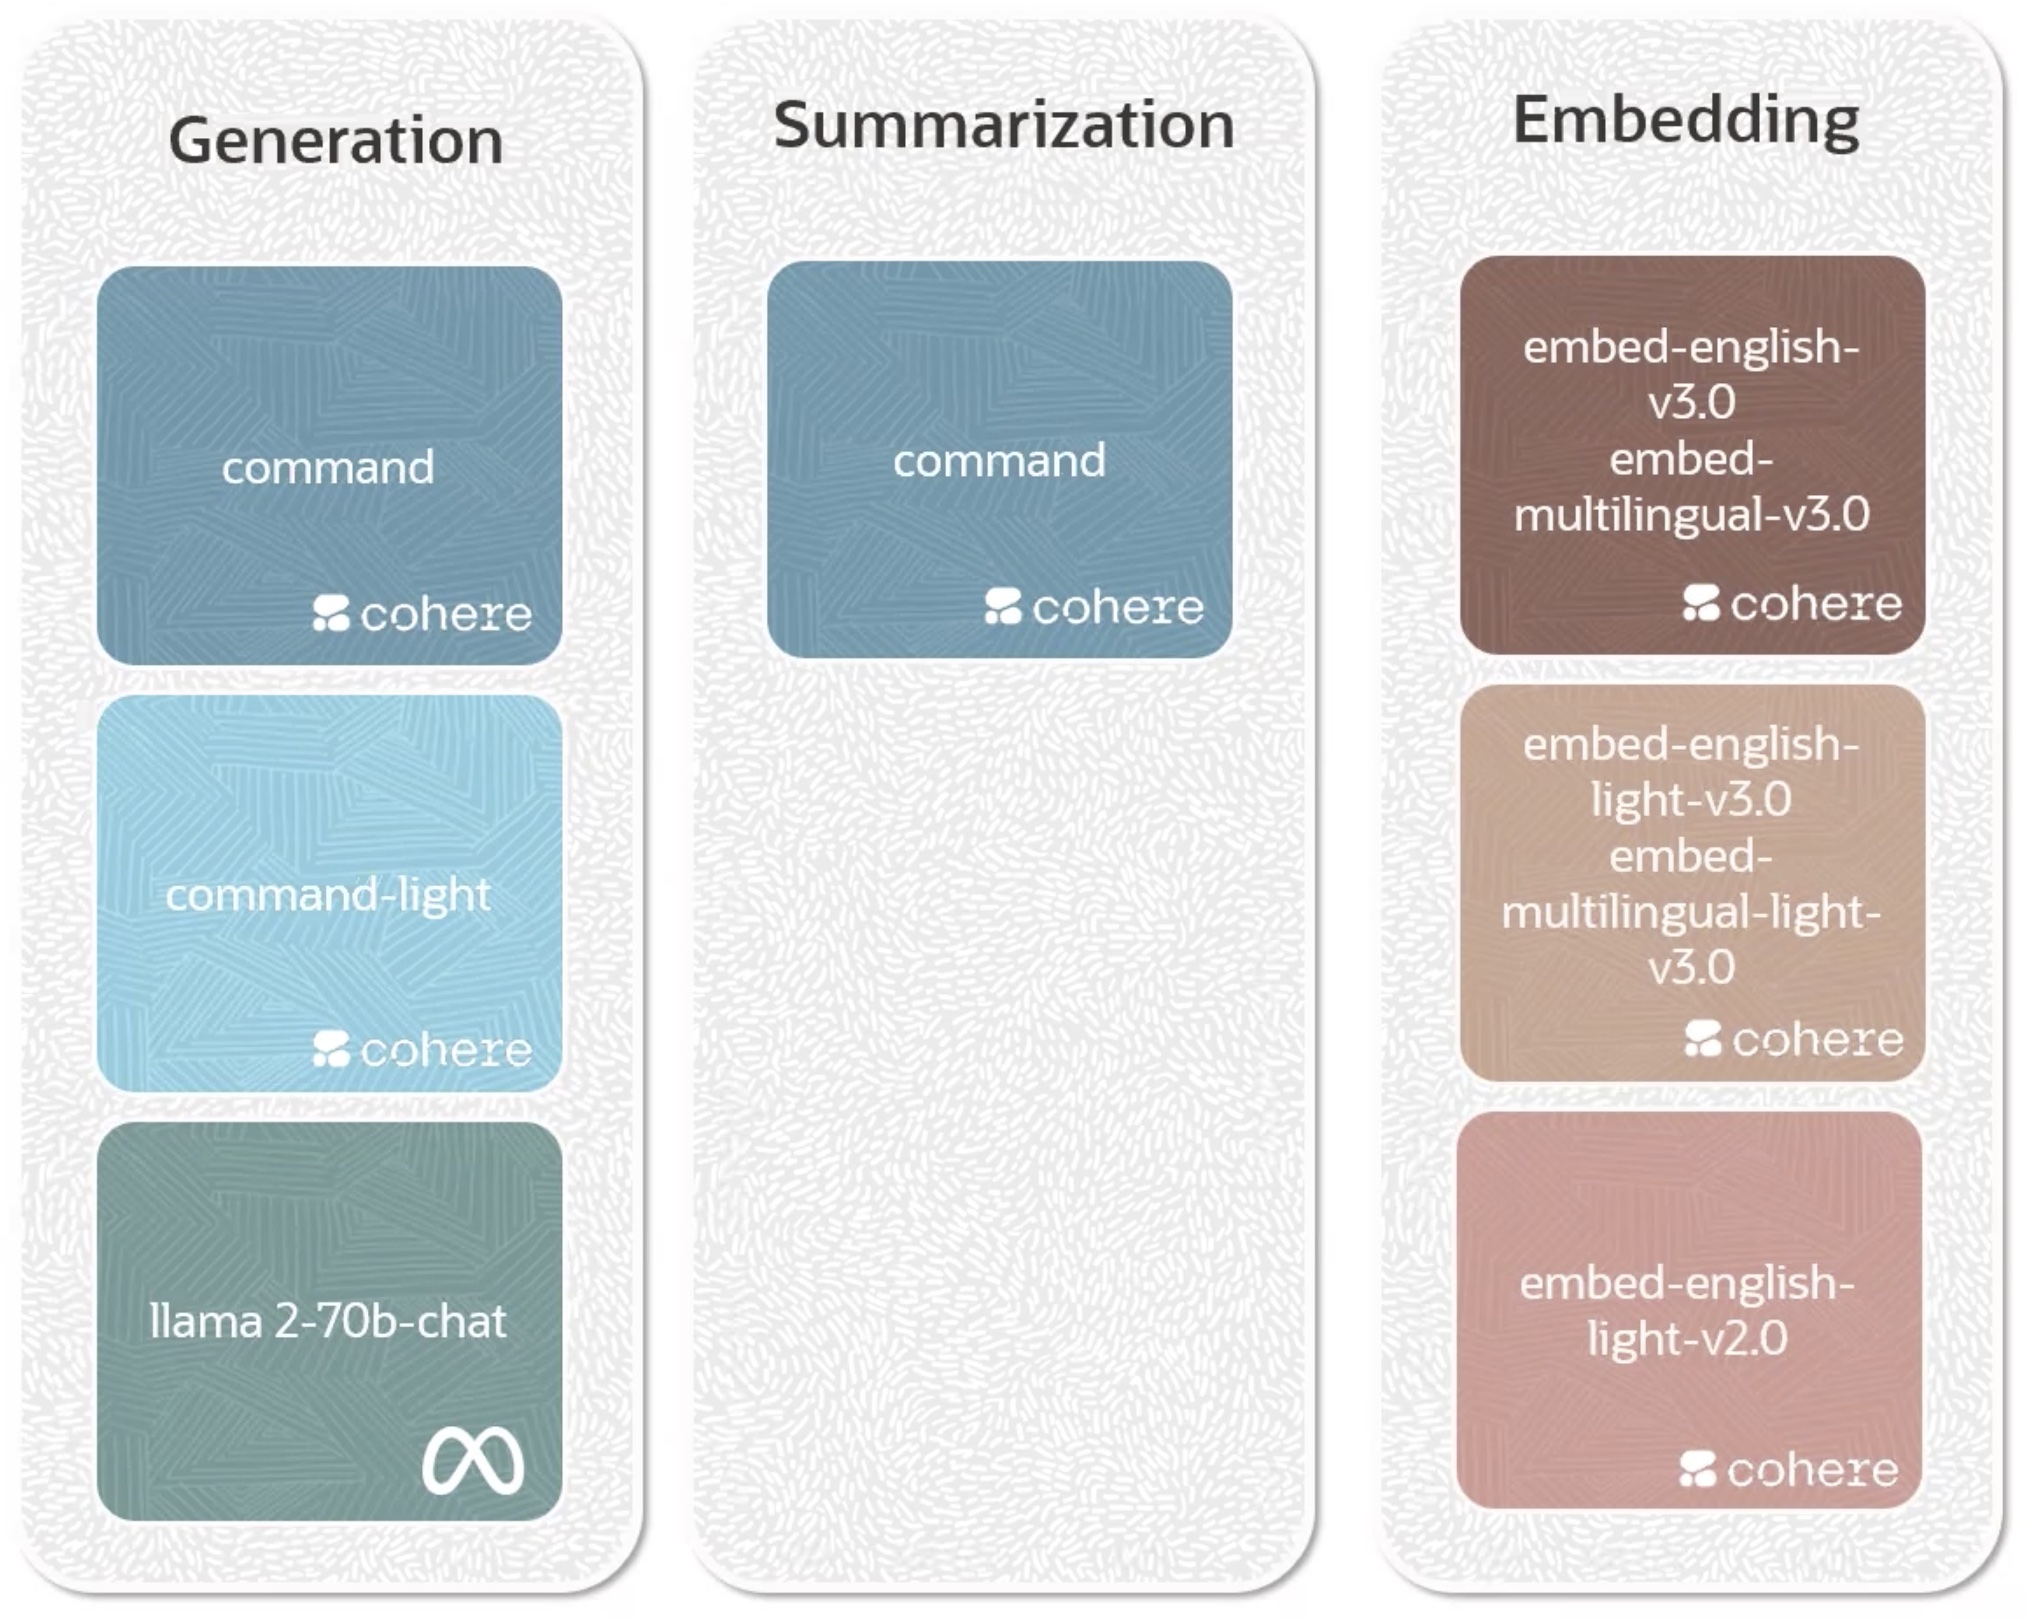 Generation
command
cohere
command-light
cohere
llama 2-70b-chat
Summarization
command
cohere
Embedding
embed-english-
v3.0
embed-
multilingual-v3.0
cohere
embed-english-
light-v3.0
embed-
multilingual-light-
v3.0
cohere
embed-english-
light-v2.0
cohere